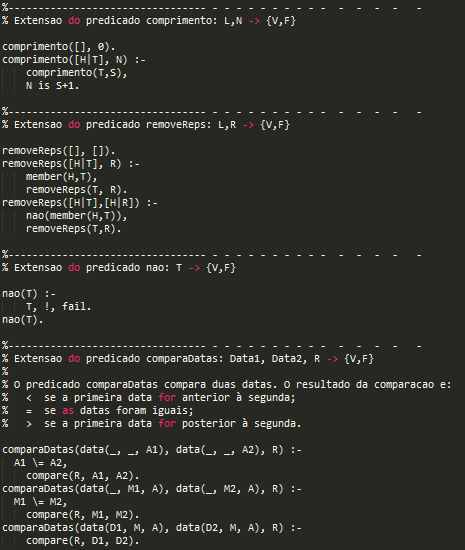 %-------------------------------- - - - - - - - - - -  -  -  -  -   -
% Extensao do predicado comprimento: L,N -> {V,F}
comprimento([], 0).
comprimento([H|T], N) :-
    comprimento(T,S),
    N is S+1.
%-------------------------------- - - - - - - - - - -  -  -  -  -   -
% Extensao do predicado removeReps: L,R -> {V,F}
removeReps([], []).
removeReps([H|T], R) :-
    member(H,T),
    removeReps(T, R).
removeReps([H|T],[H|R]) :-
    nao(member(H,T)),
    removeReps(T,R).
%-------------------------------- - - - - - - - - - -  -  -  -  -   -
% Extensao do predicado nao: T -> {V,F}
nao(T) :-
    T, !, fail.
nao(T).
%-------------------------------- - - - - - - - - - -  -  -  -  -   -
% Extensao do predicado comparaDatas: Data1, Data2, R -> {V,F}
%
% O predicado comparaDatas compara duas datas. O resultado da comparacao e:
%   <  se a primeira data for anterior à segunda;
%   =  se as datas foram iguais;
%   >  se a primeira data for posterior à segunda.
comparaDatas(data(_, _, A1), data(_, _, A2), R) :-
  A1 \= A2,
    compare(R, A1, A2).
comparaDatas(data(_, M1, A), data(_, M2, A), R) :-
  M1 \= M2,
    compare(R, M1, M2).
comparaDatas(data(D1, M, A), data(D2, M, A), R) :-
    compare(R, D1, D2).